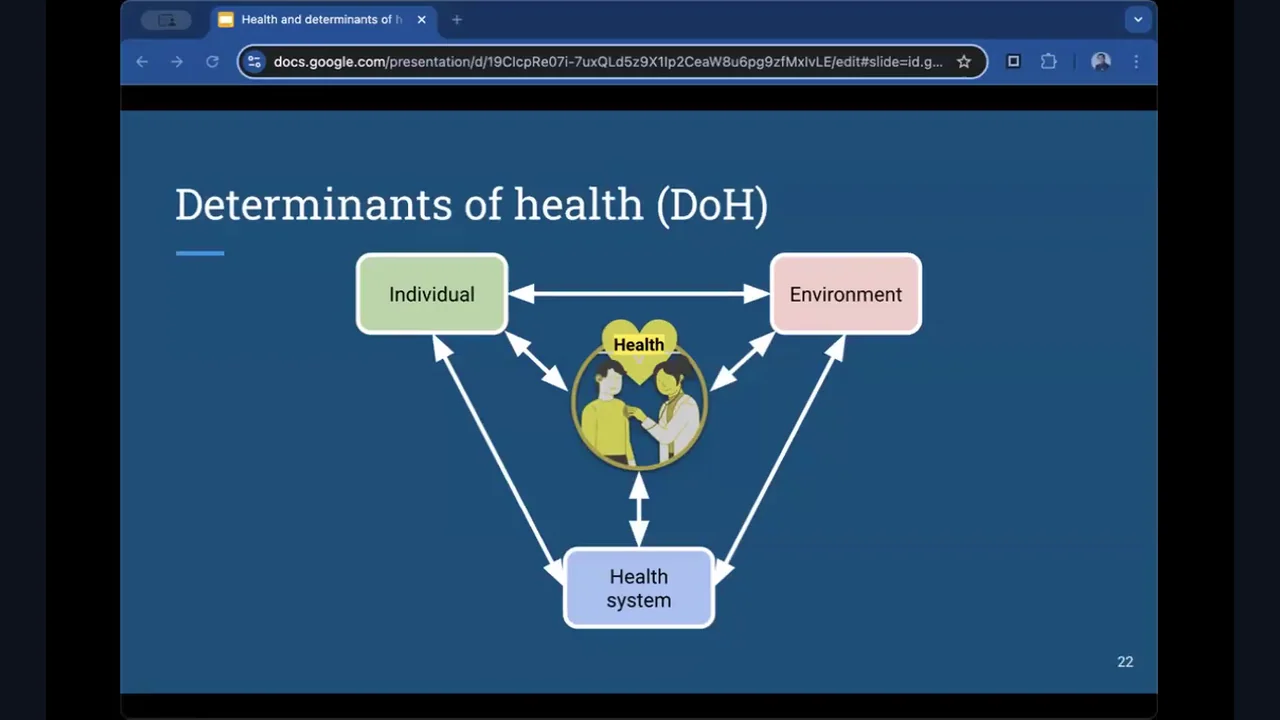 Health and determinants of h
docs.google.com/presentation/d/19ClcpRe07i-7uxQLd5z9X1lp2CeaW8u6pg9zfMxlvLE/edit#slide=id.g...
Determinants of health (DoH)
Individual
Environment
Health
Health
system
22